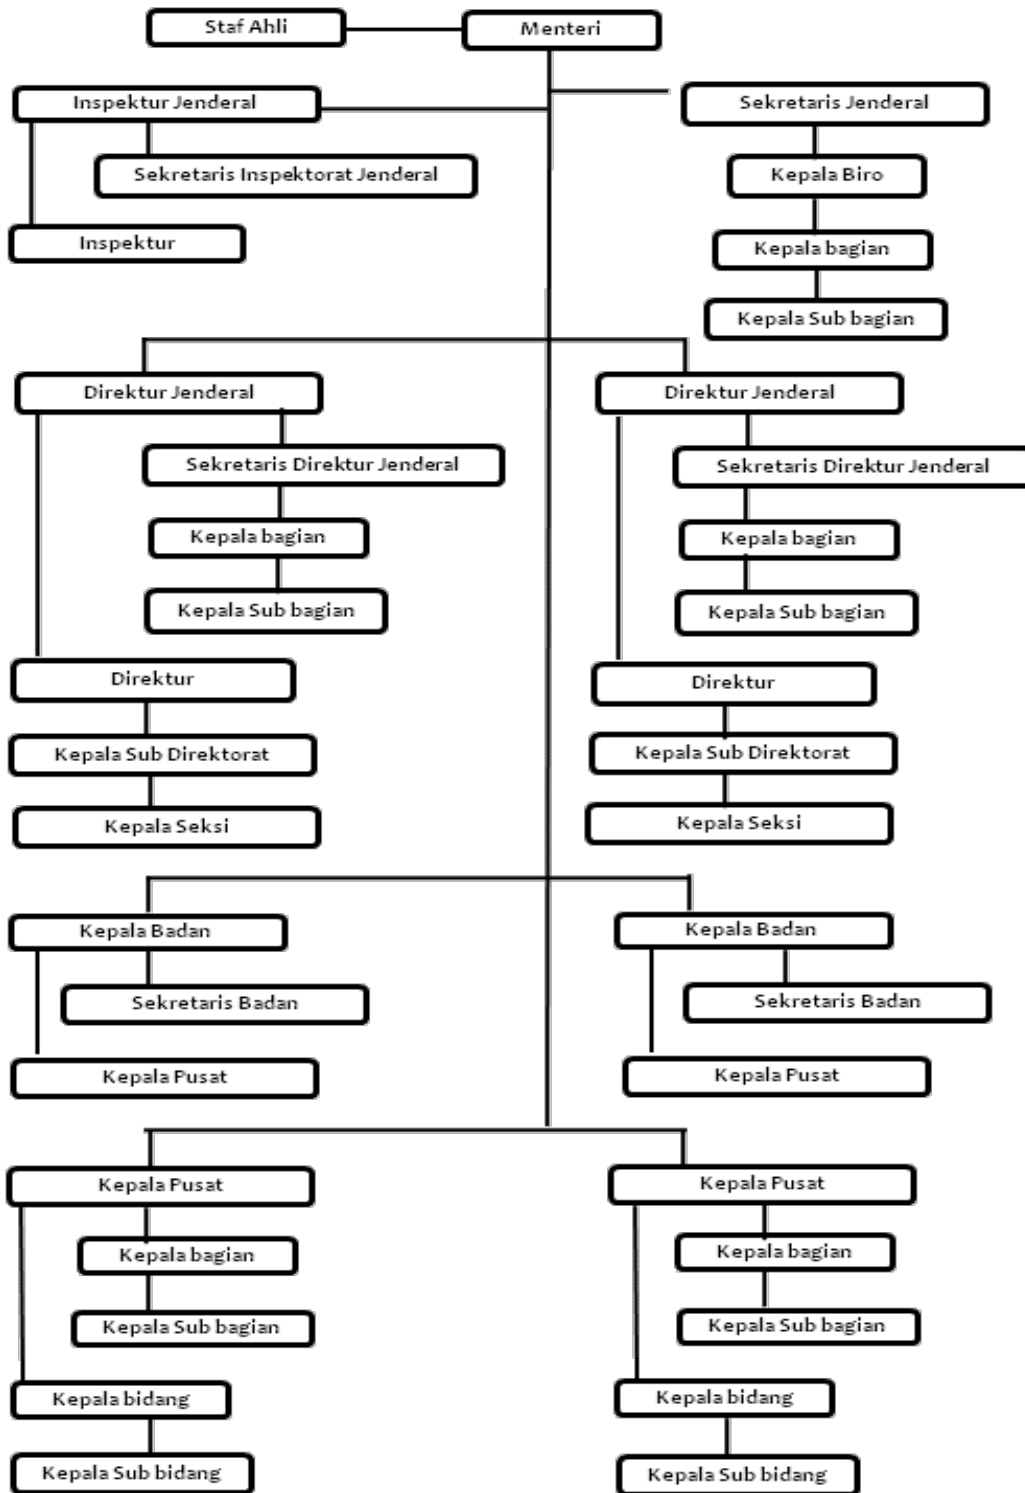 Staf Ahli
Menteri
Inspektur Jenderal
Sekretaris Jenderal
Sekretaris Inspektorat Jenderal
Kepala Biro
Inspektur
Kepala bagian
Kepala Sub bagian
Direktur Jenderal
Direktur Jenderal
Sekretaris Direktur Jenderal
Sekretaris Direktur Jenderal
Kepala bagian
Kepala bagian
Kepala Sub bagian
Kepala Sub bagian
Direktur
Direktur
Kepala Sub Direktorat
Kepala Sub Direktorat
Kepala Seksi
Kepala Seksi
Kepala Badan
Kepala Badan
Sekretaris Badan
Sekretaris Badan
Kepala Pusat
Kepala Pusat
Kepala Pusat
Kepala Pusat
Kepala bagian
Kepala bagian
Kepala Sub bagian
Kepala Sub bagian
Kepala bidang
Kepala bidang
Kepala Sub bidang
Kepala Sub bidang